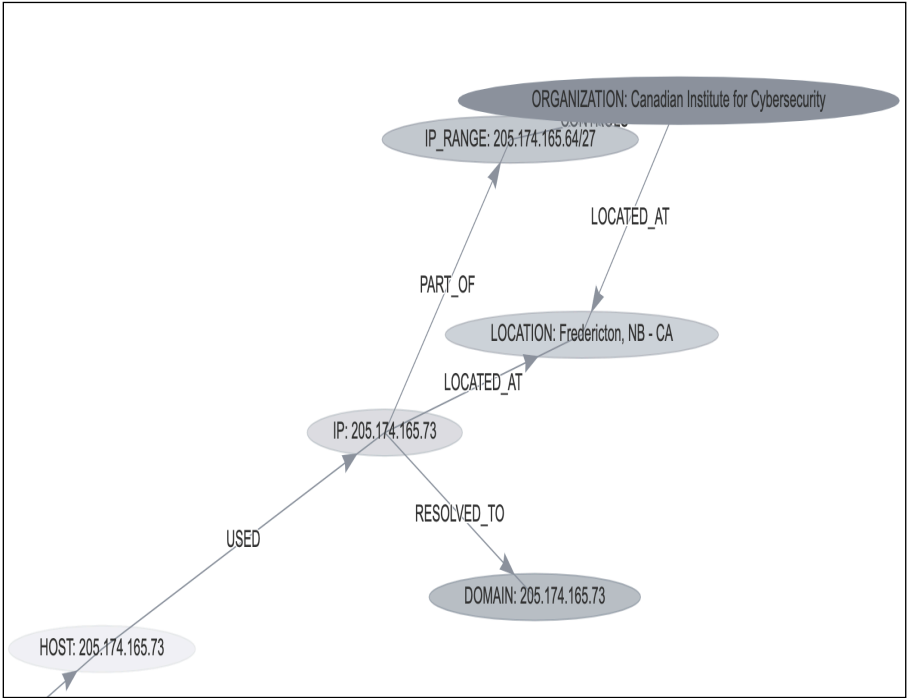 ORGANIZATION: Canadian Institute for Cybersecurity
CONTROLS
IP_RANGE: 205.174.165.64/27
LOCATED_AT
PART_OF
LOCATION: Fredericton, NB - CA
LOCATED_AT
IP: 205.174.165.73
RESOLVED_TO
USED
DOMAIN: 205.174.165.73
HOST: 205.174.165.73